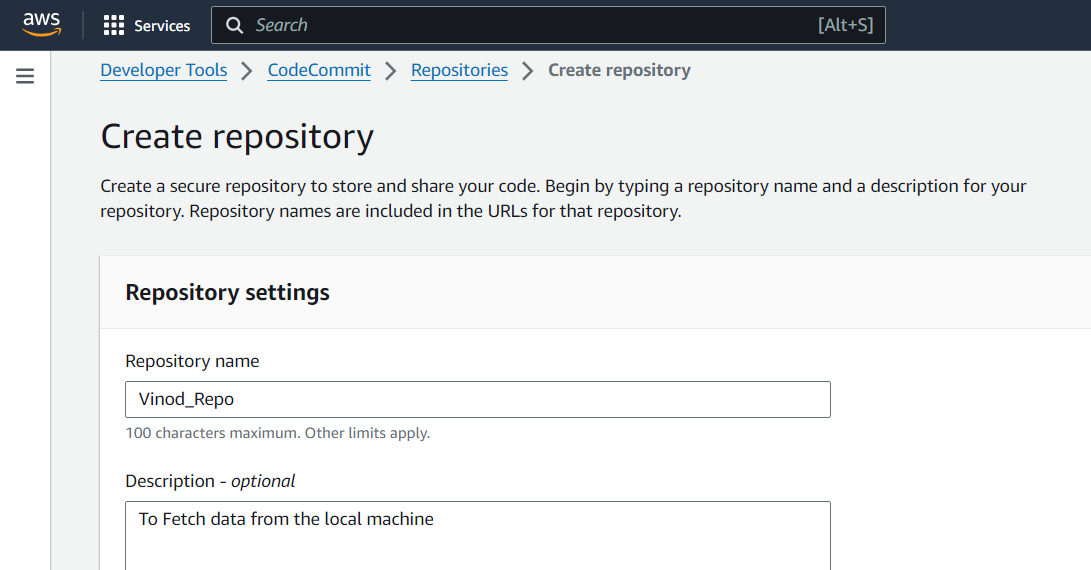 aws
Services
Search
[Alt+S]
Developer Tools > CodeCommit > Repositories > Create repository
Create repository
Create a secure repository to store and share your code. Begin by typing a repository name and a description for your
repository. Repository names are included in the URLs for that repository.
Repository settings
Repository name
Vinod_Repo
100 characters maximum. Other limits apply.
Description - optional
To Fetch data from the local machine